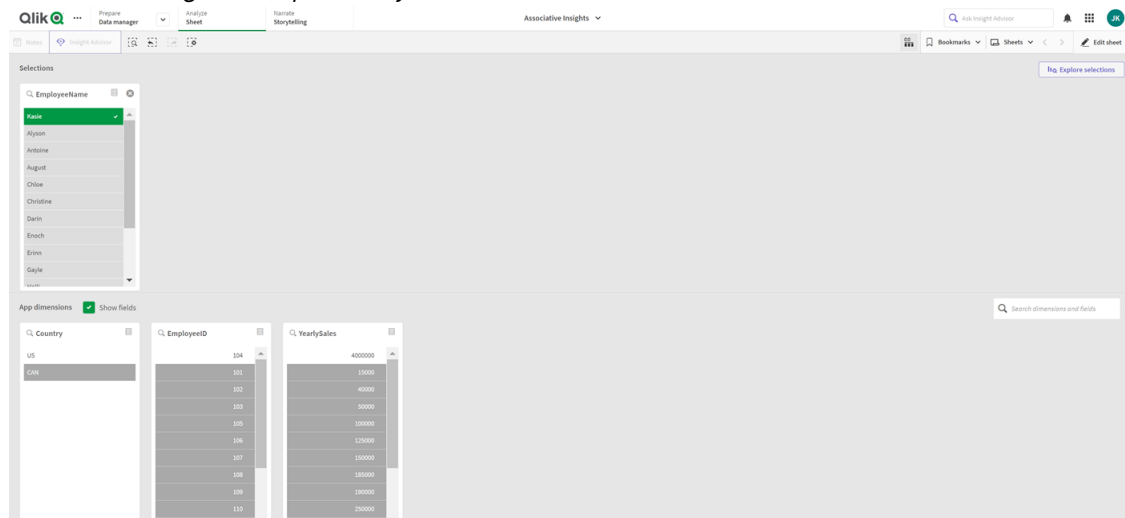 Qlik
Prepare
Data manager
Analyze
Sheet
Narrate
Storytelling
Associative Insights
Ask Insight Advisor
JK
Notes
Insight Advisor
Bookmarks
Sheets
Edit sheet
Selections
Explore selections
EmployeeName
Kasie
Alyson
Antoine
August
Chloe
Christine
Darin
Enoch
Erinn
Gayle
App dimensions
Show fields
Search dimensions and fields
Country
EmployeeID
YearlySales
US
104
4000000
CAN
101
15000
102
40000
103
50000
105
100000
106
125000
107
150000
108
185000
109
190000
110
250000